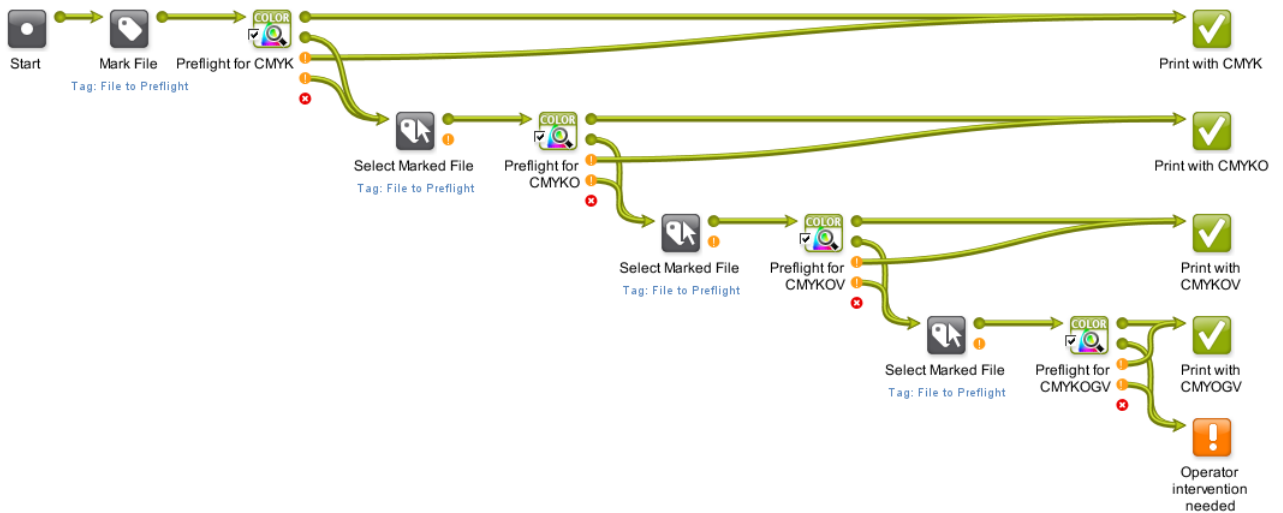 COLOR
Start
Mark File
Preflight for CMYK
Print with CMYK
Tag: File to Preflight
COLOR
Select Marked File
Preflight for
CMYKO
Print with CMYKO
Tag: File to Preflight
COLOR
Select Marked File
Preflight for
CMYKOV
Print with
CMYKOV
Tag: File to Preflight
COLOR
Select Marked File
Preflight for
CMYKOGV
Print with
CMYOGV
Tag: File to Preflight
Operator
intervention
needed